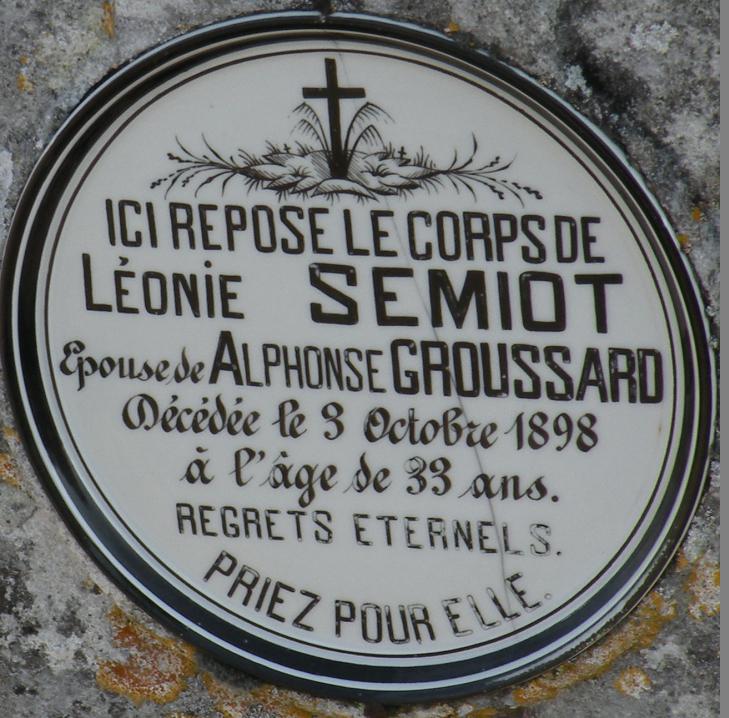 ICI REPOSE LE CORPS DE
LÉONIE SEMIOT
Epouse de ALPHONSE GROUSSARD
Décédée le 3 Octobre 1898
à l'âge de 33 ans.
REGRETS ETERNELS.
PRIEZ POUR ELLE.